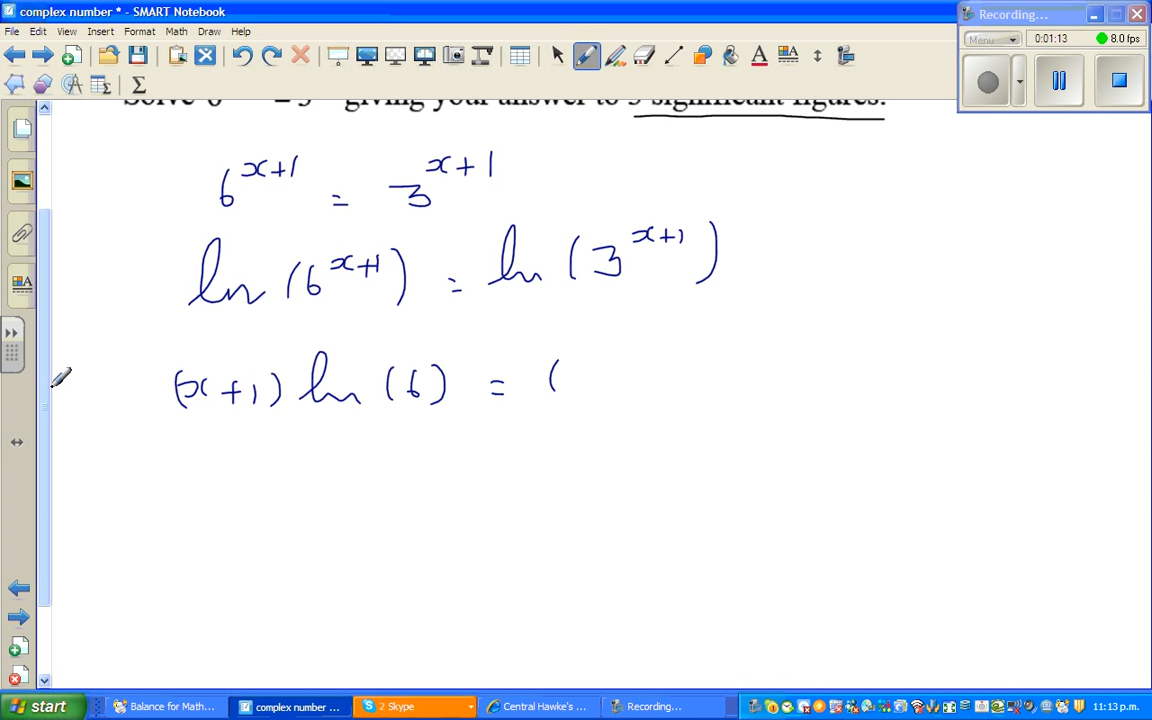 complex number * - SMART Notebook
Recording...
File Edit View Insert Format Math Draw Help
Menu
0:01:13
8.0 fps
giving your answer to 3 significant figures.
6^{x+1} = 3^{x+1}
ln (6^{x+1}) = ln (3^{x+1})
(x+1) ln (6) = (
start
Balance for Math...
complex number ...
2 Skype
Central Hawke's ...
Recording...
11:13 p.m.